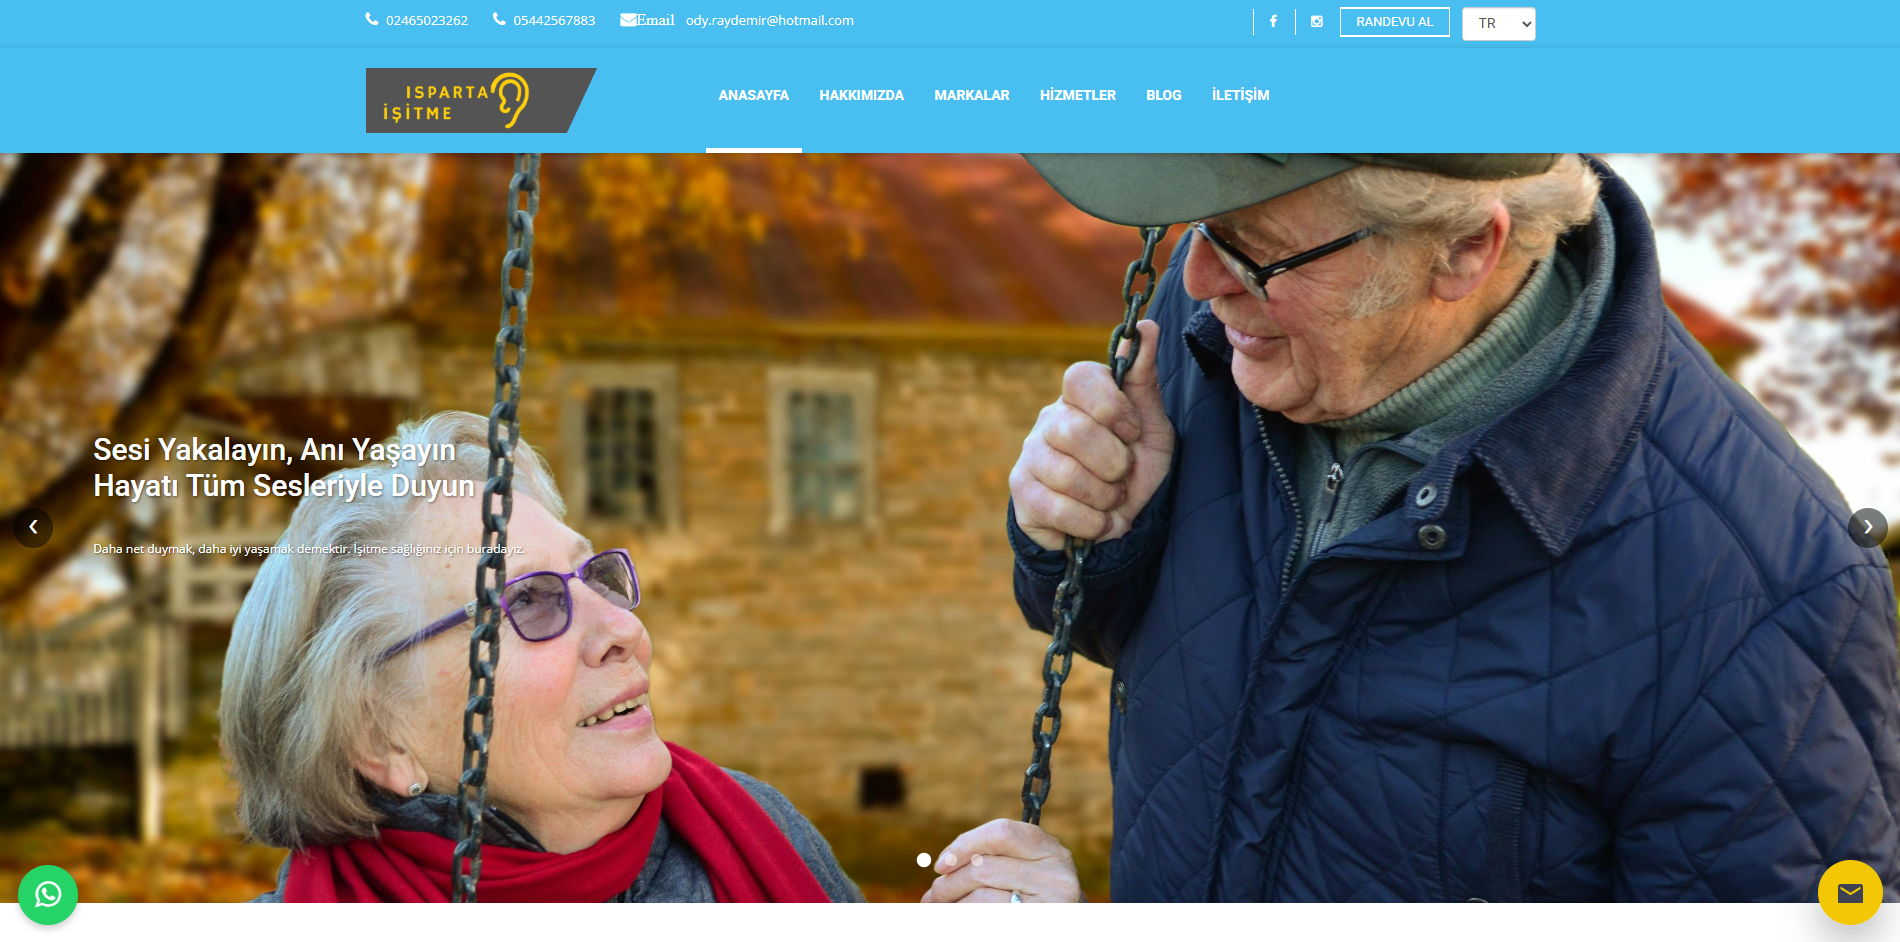 02465023262 05442567883 Email ody.raydemir@hotmail.com RANDEVU AL TR
ISPARTA
İŞİTME
ANASAYFA HAKKIMIZDA MARKALAR HİZMETLER BLOG İLETİŞİM
Sesi Yakalayın, Anı Yaşayın
Hayatı Tüm Sesleriyle Duyun
Daha net duymak, daha iyi yaşamak demektir. İşitme sağlığınız için buradayız.